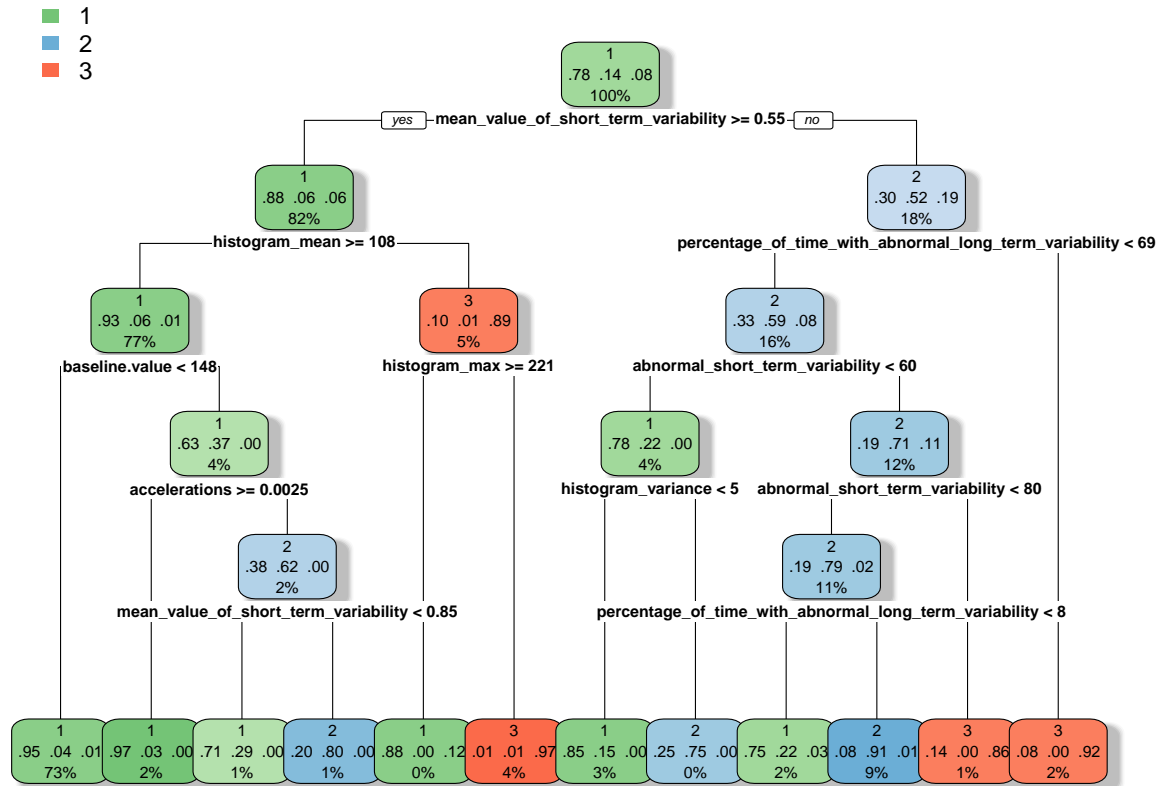 1
2
3
1
.78 .14 .08
100%
yes mean_value_of_short_term_variability >= 0.55 no
1
.88 .06 .06
82%
2
.30 .52 .19
18%
histogram_mean >= 108
percentage_of_time_with_abnormal_long_term_variability < 69
1
.93 .06 .01
77%
3
.10 .01 .89
5%
2
.33 .59 .08
16%
baseline.value < 148
histogram_max >= 221
abnormal_short_term_variability < 60
1
.63 .37 .00
4%
1
.78 .22 .00
4%
2
.19 .71 .11
12%
accelerations >= 0.0025
histogram_variance < 5
abnormal_short_term_variability < 80
2
.38 .62 .00
2%
2
.19 .79 .02
11%
mean_value_of_short_term_variability < 0.85
percentage_of_time_with_abnormal_long_term_variability < 8
1
.95 .04 .01
73%
1
.97 .03 .00
2%
1
.71 .29 .00
1%
2
.20 .80 .00
1%
1
.88 .00 .12
0%
3
.01 .01 .97
4%
1
.85 .15 .00
3%
2
.25 .75 .00
0%
1
.75 .22 .03
2%
2
.08 .91 .01
9%
3
.14 .00 .86
1%
3
.08 .00 .92
2%